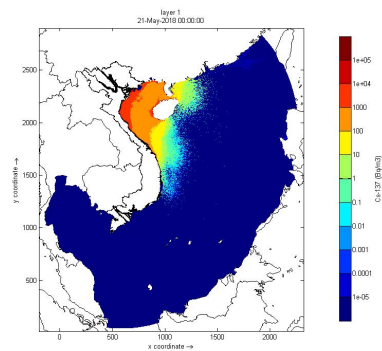 layer 1
21-May-2018 00:00:00
2500
2000
1500
1000
500
0
500
1000
1500
2000
x coordinate →
y coordinate →
1e+05
1e+04
1000
100
10
1
0.1
0.01
0.001
0.0001
1e-05
Cs-137 (Bq/m3)